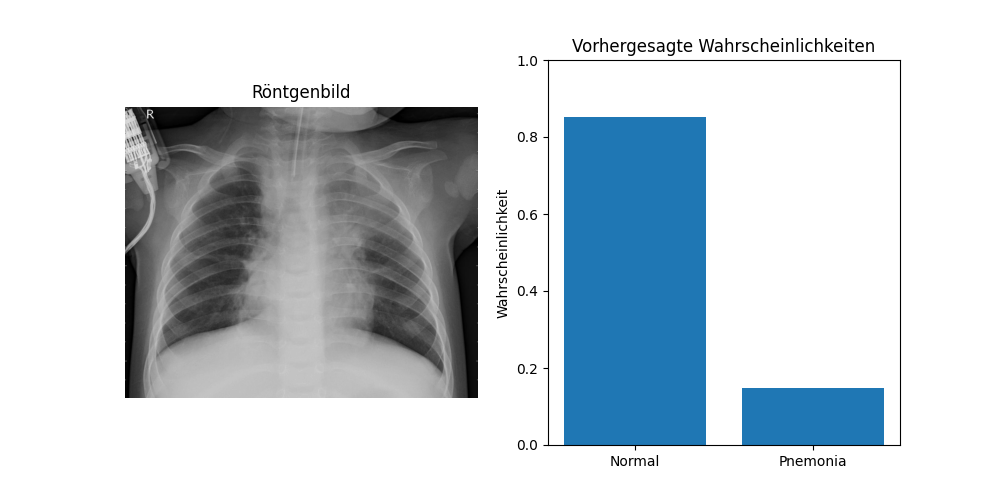 Röntgenbild
R
Vorhergesagte Wahrscheinlichkeiten
Wahrscheinlichkeit
1.0
0.8
0.6
0.4
0.2
0.0
Normal
Pnemonia